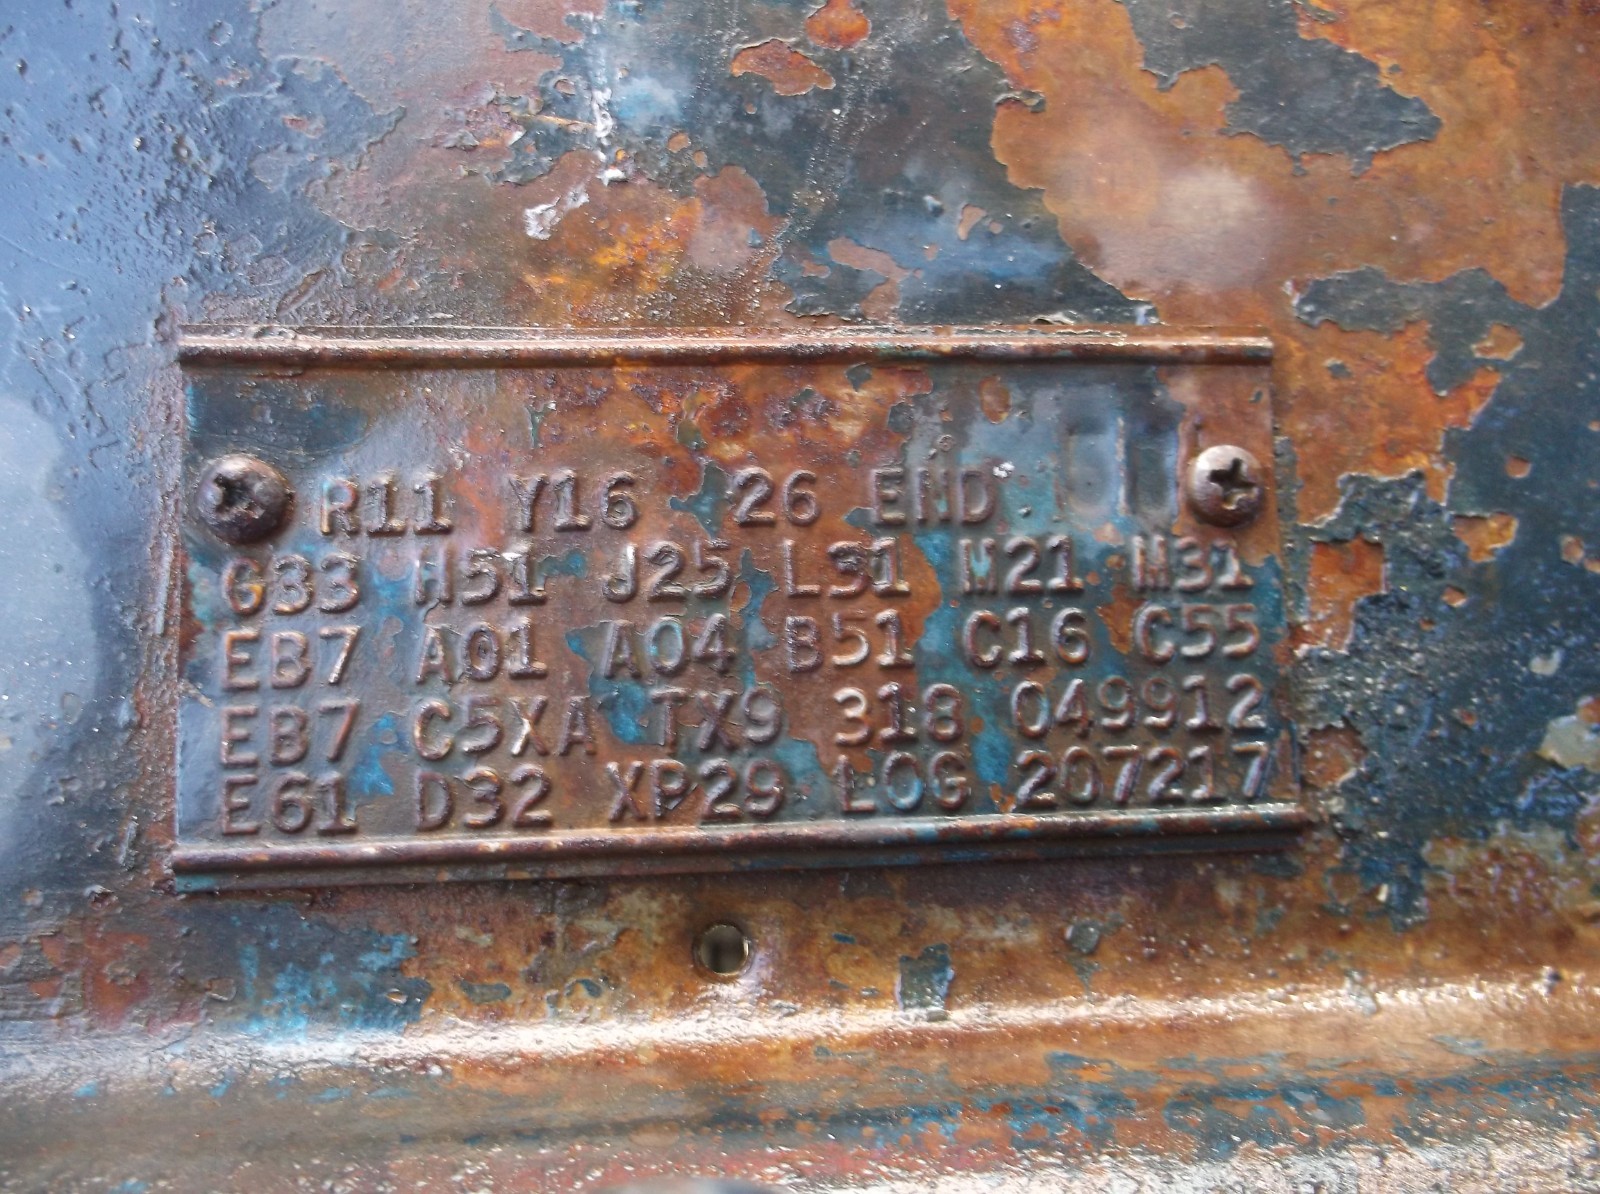 R11 Y16 26 END
G33 H51 J25 L31 M21 M31
EB7 A01 A04 B51 C16 C55
EB7 C5XA TX9 318 049912
E61 D32 XP29 LOG 207217